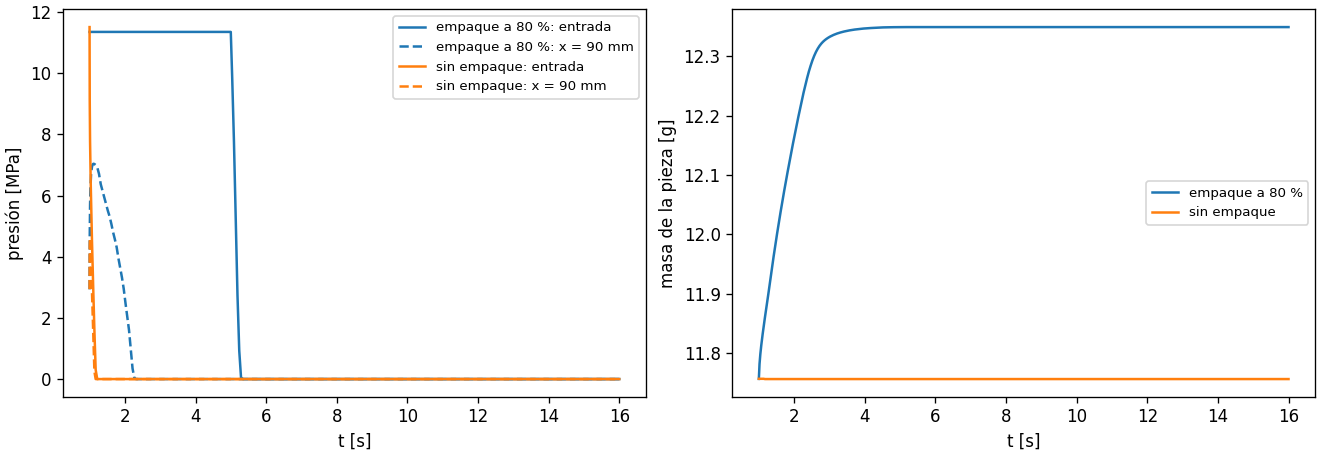 12
10
8
6
4
2
0
presión [MPa]
2
4
6
8
10
12
14
16
t [s]
empaque a 80 %: entrada
empaque a 80 %: x = 90 mm
sin empaque: entrada
sin empaque: x = 90 mm
12.3
12.2
12.1
12.0
11.9
11.8
masa de la pieza [g]
2
4
6
8
10
12
14
16
t [s]
empaque a 80 %
sin empaque